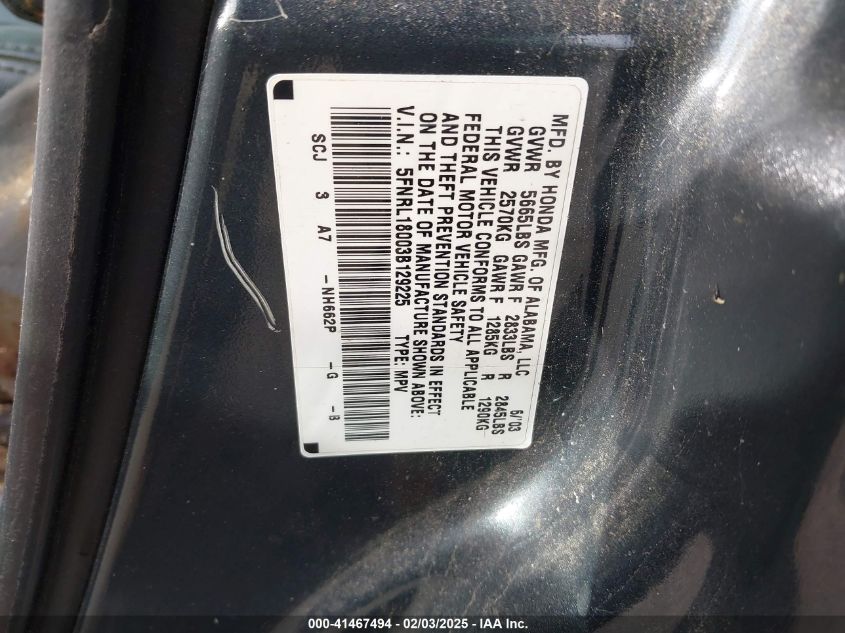 MFD. BY HONDA MFG. OF ALABAMA, LLC 6/'03
GVWR 5665LBS GAWR F 2833LBS R 2845LBS
GVWR 2570KG GAWR F 1285KG R 1290KG
THIS VEHICLE CONFORMS TO ALL APPLICABLE
FEDERAL MOTOR VEHICLE SAFETY
AND THEFT PREVENTION STANDARDS IN EFFECT
ON THE DATE OF MANUFACTURE SHOWN ABOVE:
V.I.N.: 5FNRL18003B129225 TYPE: MPV
SCJ 3 A7 -NH662P -G -B
000-41467494 - 02/03/2025 - IAA Inc.